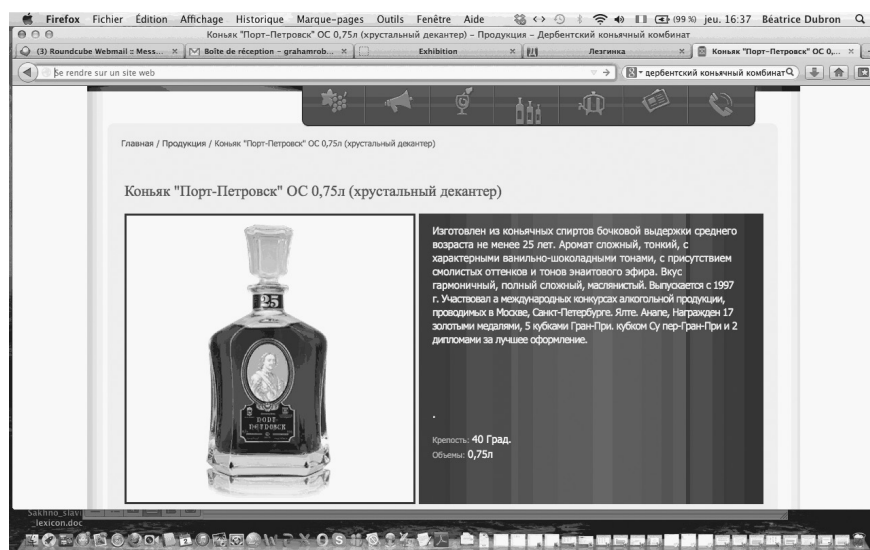 Firefox Fichier Édition Affichage Historique Marque-pages Outils Fenêtre Aide (99 %) jeu. 16:37 Béatrice Dubron
Коньяк "Порт-Петровск" ОС 0,75л (хрустальный декантер) – Продукция – Дербентский коньячный комбинат
(3) Roundcube Webmail :: Mess... Boîte de réception – grahamrob... Exhibition Лезгинка Коньяк "Порт-Петровск" ОС 0,...
Se rendre sur un site web дербентский коньячный комбинат
Главная / Продукция / Коньяк "Порт-Петровск" ОС 0,75л (хрустальный декантер)
Коньяк "Порт-Петровск" ОС 0,75л (хрустальный декантер)
25
ПОРТ-
ПЕТРОВСК
Изготовлен из коньячных спиртов бочковой выдержки среднего
возраста не менее 25 лет. Аромат сложный, тонкий, с
характерными ванильно-шоколадными тонами, с присутствием
смолистых оттенков и тонов энаитового эфира. Вкус
гармоничный, полный сложный, маслянистый. Выпускается с 1997
г. Участвовал а международных конкурсах алкогольной продукции,
проводимых в Москве, Санкт-Петербурге. Ялте. Анапе, Награжден 17
золотыми медалями, 5 кубками Гран-При. кубком Су пер-Гран-При и 2
дипломами за лучшее оформление.
.
Крепость: 40 Град.
Объемы: 0,75л
Sakhno_slavi
_lexicon.doc